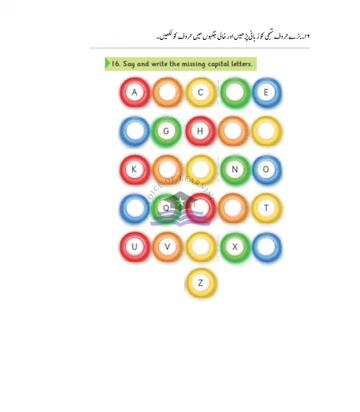 ۱۶۔ بڑے حروف تہجی کو زبانی پڑھیں اور خالی جگہوں میں حروف کو لکھیں۔
16. Say and write the missing capital letters.
A C E
G H
K N O
Q T
U V X
Z